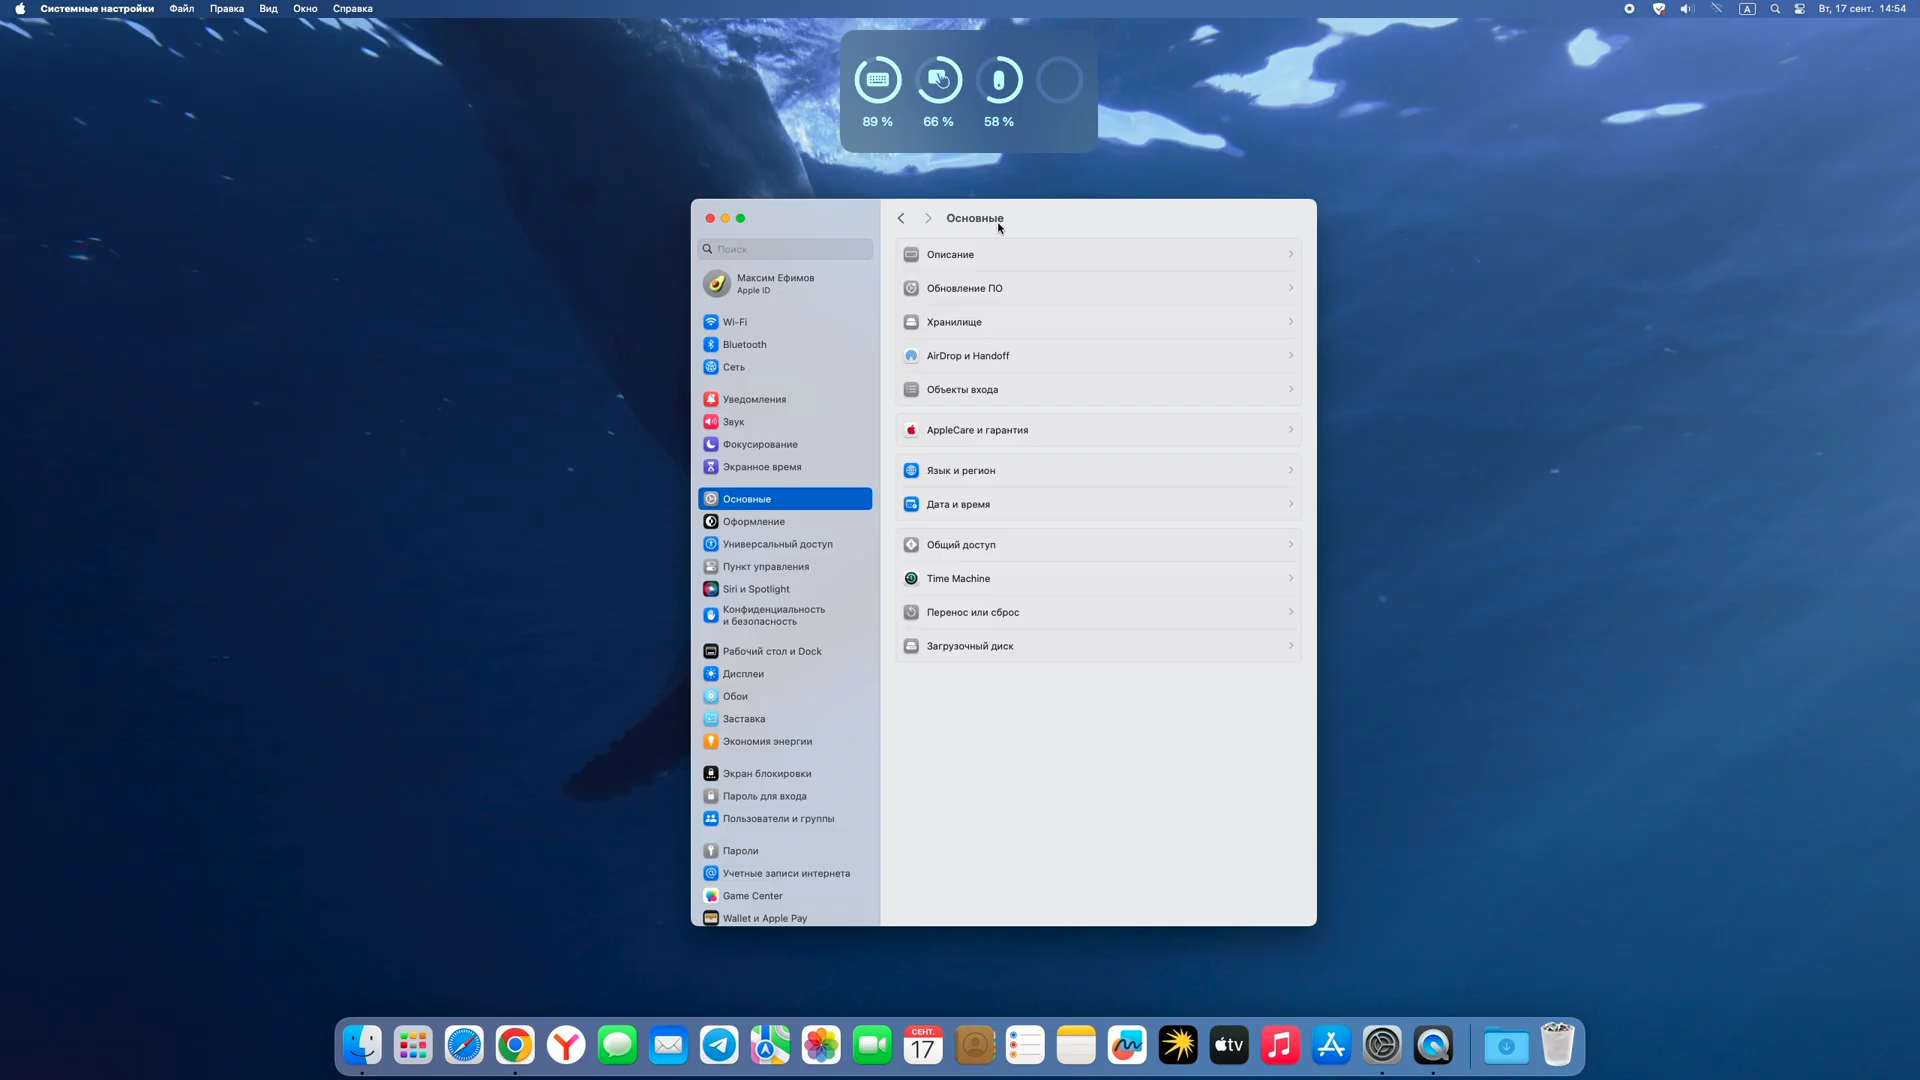 Системные настройки Файл Правка Вид Окно Справка
A Вт, 17 сент. 14:54
89 % 66 % 58 %
Основные
Поиск
Максим Ефимов
Apple ID
Wi-Fi
Bluetooth
Сеть
Уведомления
Звук
Фокусирование
Экранное время
Основные
Оформление
Универсальный доступ
Пункт управления
Siri и Spotlight
Конфиденциальность
и безопасность
Рабочий стол и Dock
Дисплеи
Обои
Заставка
Экономия энергии
Экран блокировки
Пароль для входа
Пользователи и группы
Пароли
Учетные записи интернета
Game Center
Wallet и Apple Pay
Описание
Обновление ПО
Хранилище
AirDrop и Handoff
Объекты входа
AppleCare и гарантия
Язык и регион
Дата и время
Общий доступ
Time Machine
Перенос или сброс
Загрузочный диск
СЕНТ.
17
tv